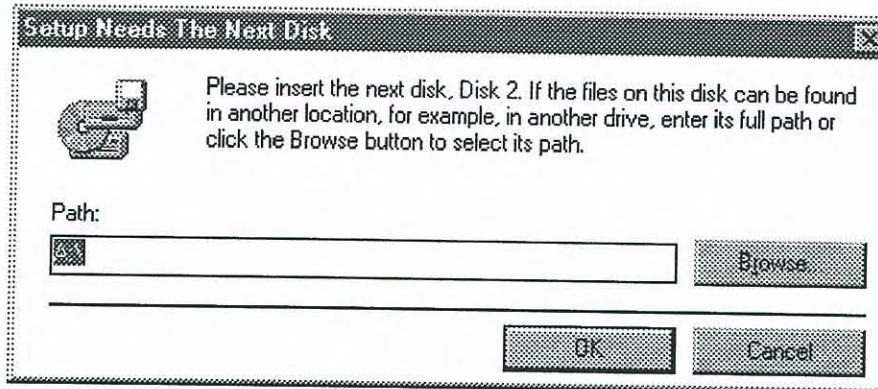 Setup Needs The Next Disk
Please insert the next disk, Disk 2. If the files on this disk can be found
in another location, for example, in another drive, enter its full path or
click the Browse button to select its path.
Path:
Browse...
OK
Cancel